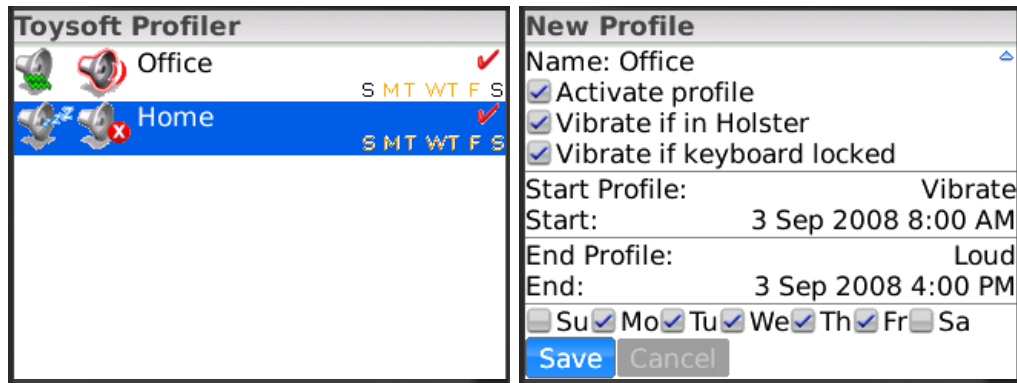 Toysoft Profiler
Office
S M T W T F S
Home
S M T W T F S
New Profile
Name: Office
Activate profile
Vibrate if in Holster
Vibrate if keyboard locked
Start Profile: Vibrate
Start: 3 Sep 2008 8:00 AM
End Profile: Loud
End: 3 Sep 2008 4:00 PM
Su Mo Tu We Th Fr Sa
Save Cancel